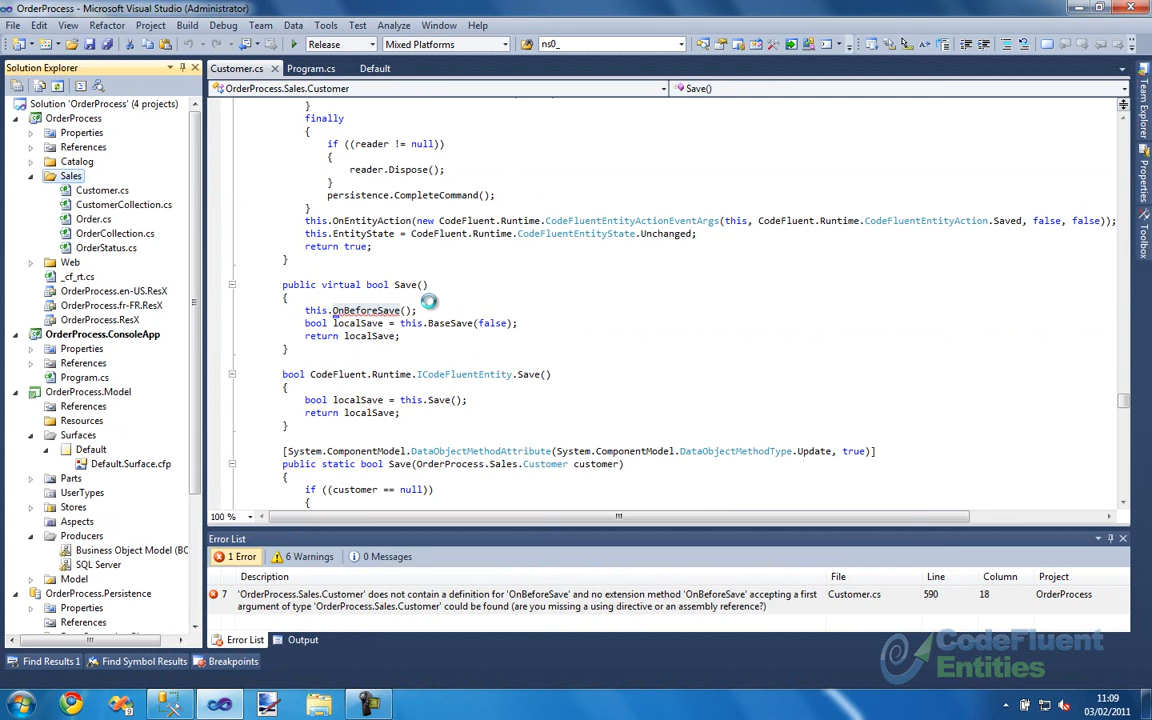 OrderProcess - Microsoft Visual Studio (Administrator)
File Edit View Refactor Project Build Debug Team Data Tools Test Analyze Window Help
Release Mixed Platforms ns0_
Solution Explorer
Solution 'OrderProcess' (4 projects)
OrderProcess
Properties
References
Catalog
Sales
Customer.cs
CustomerCollection.cs
Order.cs
OrderCollection.cs
OrderStatus.cs
Web
_cf_rt.cs
OrderProcess.en-US.ResX
OrderProcess.fr-FR.ResX
OrderProcess.ResX
OrderProcess.ConsoleApp
Properties
References
Program.cs
OrderProcess.Model
References
Resources
Surfaces
Default
Default.Surface.cfp
Parts
UserTypes
Stores
Aspects
Producers
Business Object Model (BO
SQL Server
Model
OrderProcess.Persistence
Properties
References
Customer.cs Program.cs Default
OrderProcess.Sales.Customer Save()
}
finally
{
if ((reader != null))
{
reader.Dispose();
}
persistence.CompleteCommand();
}
this.OnEntityAction(new CodeFluent.Runtime.CodeFluentEntityActionEventArgs(this, CodeFluent.Runtime.CodeFluentEntityAction.Saved, false, false));
this.EntityState = CodeFluent.Runtime.CodeFluentEntityState.Unchanged;
return true;
}
public virtual bool Save()
{
this.OnBeforeSave();
bool localSave = this.BaseSave(false);
return localSave;
}
bool CodeFluent.Runtime.ICodeFluentEntity.Save()
{
bool localSave = this.Save();
return localSave;
}
[System.ComponentModel.DataObjectMethodAttribute(System.ComponentModel.DataObjectMethodType.Update, true)]
public static bool Save(OrderProcess.Sales.Customer customer)
{
if ((customer == null))
{
100 %
Error List
1 Error 6 Warnings 0 Messages
Description File Line Column Project
7 'OrderProcess.Sales.Customer' does not contain a definition for 'OnBeforeSave' and no extension method 'OnBeforeSave' accepting a first Customer.cs 590 18 OrderProcess
argument of type 'OrderProcess.Sales.Customer' could be found (are you missing a using directive or an assembly reference?)
Error List Output
Find Results 1 Find Symbol Results Breakpoints
Team Explorer
Properties
Toolbox
CodeFluent
Entities
11:09
03/02/2011